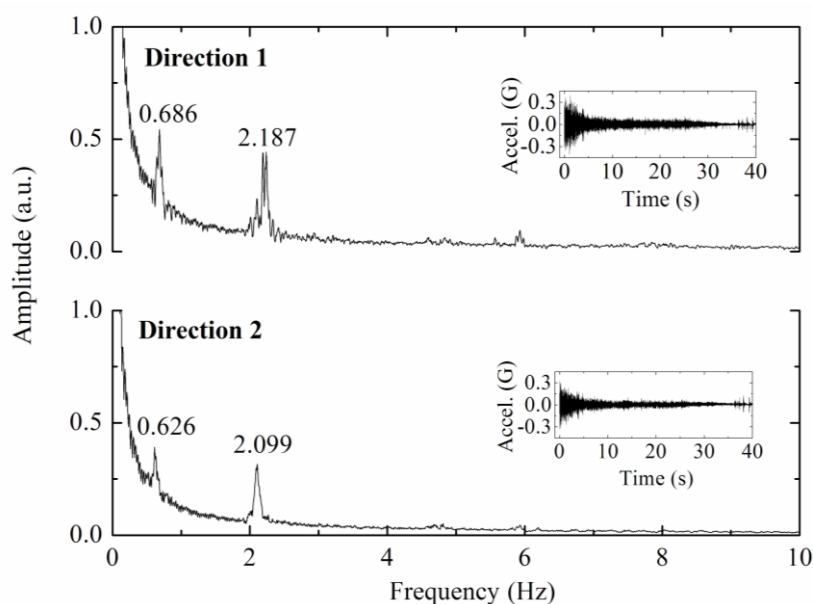 1.0
Direction 1
0.686
2.187
0.5
0.0
Accel. (G)
0.3
0.0
-0.3
0 10 20 30 40
Time (s)
Amplitude (a.u.)
1.0
Direction 2
0.626
2.099
0.5
0.0
Accel. (G)
0.3
0.0
-0.3
0 10 20 30 40
Time (s)
0 2 4 6 8 10
Frequency (Hz)